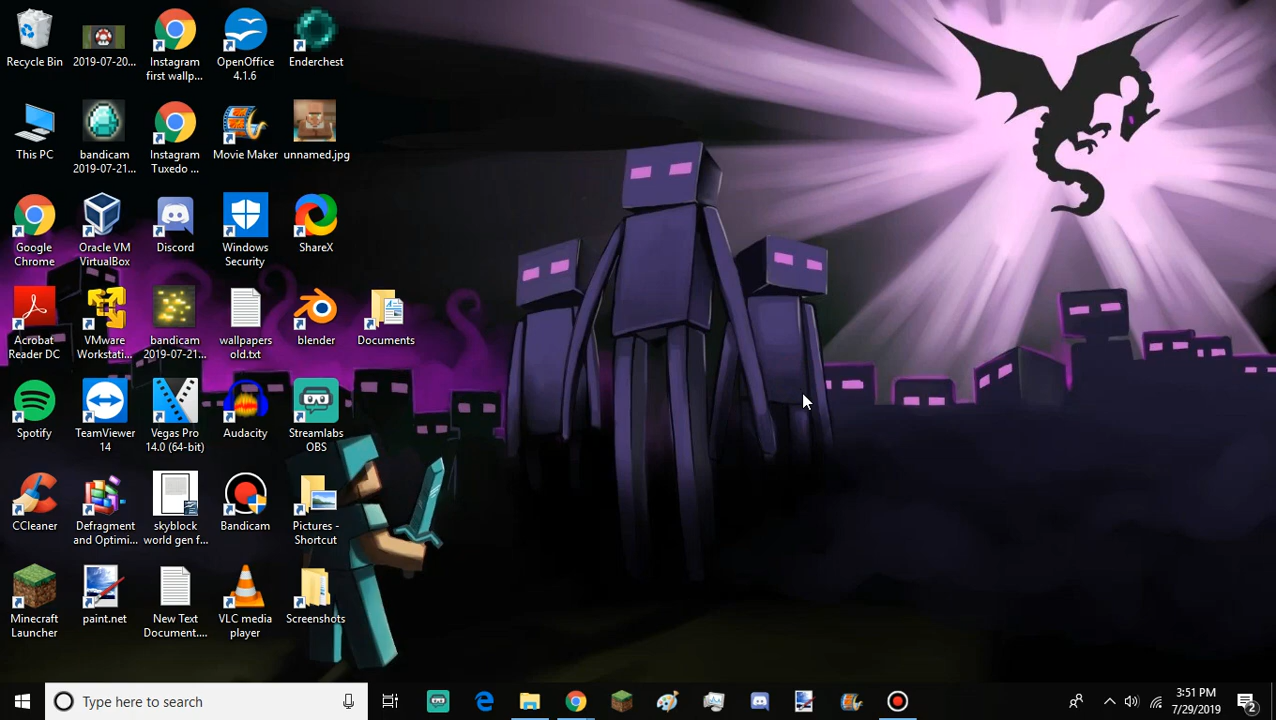 Recycle Bin
2019-07-20...
Instagram
first wallp...
OpenOffice
4.1.6
Enderchest
This PC
bandicam
2019-07-21...
Instagram
Tuxedo ...
Movie Maker
unnamed.jpg
Google
Chrome
Oracle VM
VirtualBox
Discord
Windows
Security
ShareX
Acrobat
Reader DC
VMware
Workstati...
bandicam
2019-07-21...
wallpapers
old.txt
blender
Documents
Spotify
TeamViewer
14
Vegas Pro
14.0 (64-bit)
Audacity
Streamlabs
OBS
CCleaner
Defragment
and Optimi...
skyblock
world gen f...
Bandicam
Pictures -
Shortcut
Minecraft
Launcher
paint.net
New Text
Document....
VLC media
player
Screenshots
Type here to search
3:51 PM
7/29/2019
2